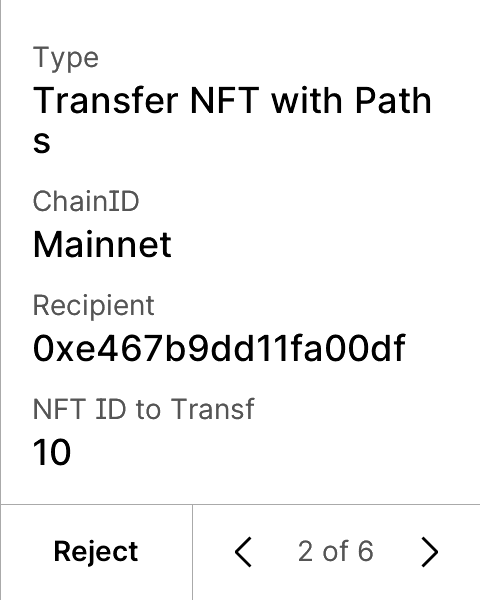 Type
Transfer NFT with Path
s
ChainID
Mainnet
Recipient
0xe467b9dd11fa00df
NFT ID to Transf
10
Reject
2 of 6